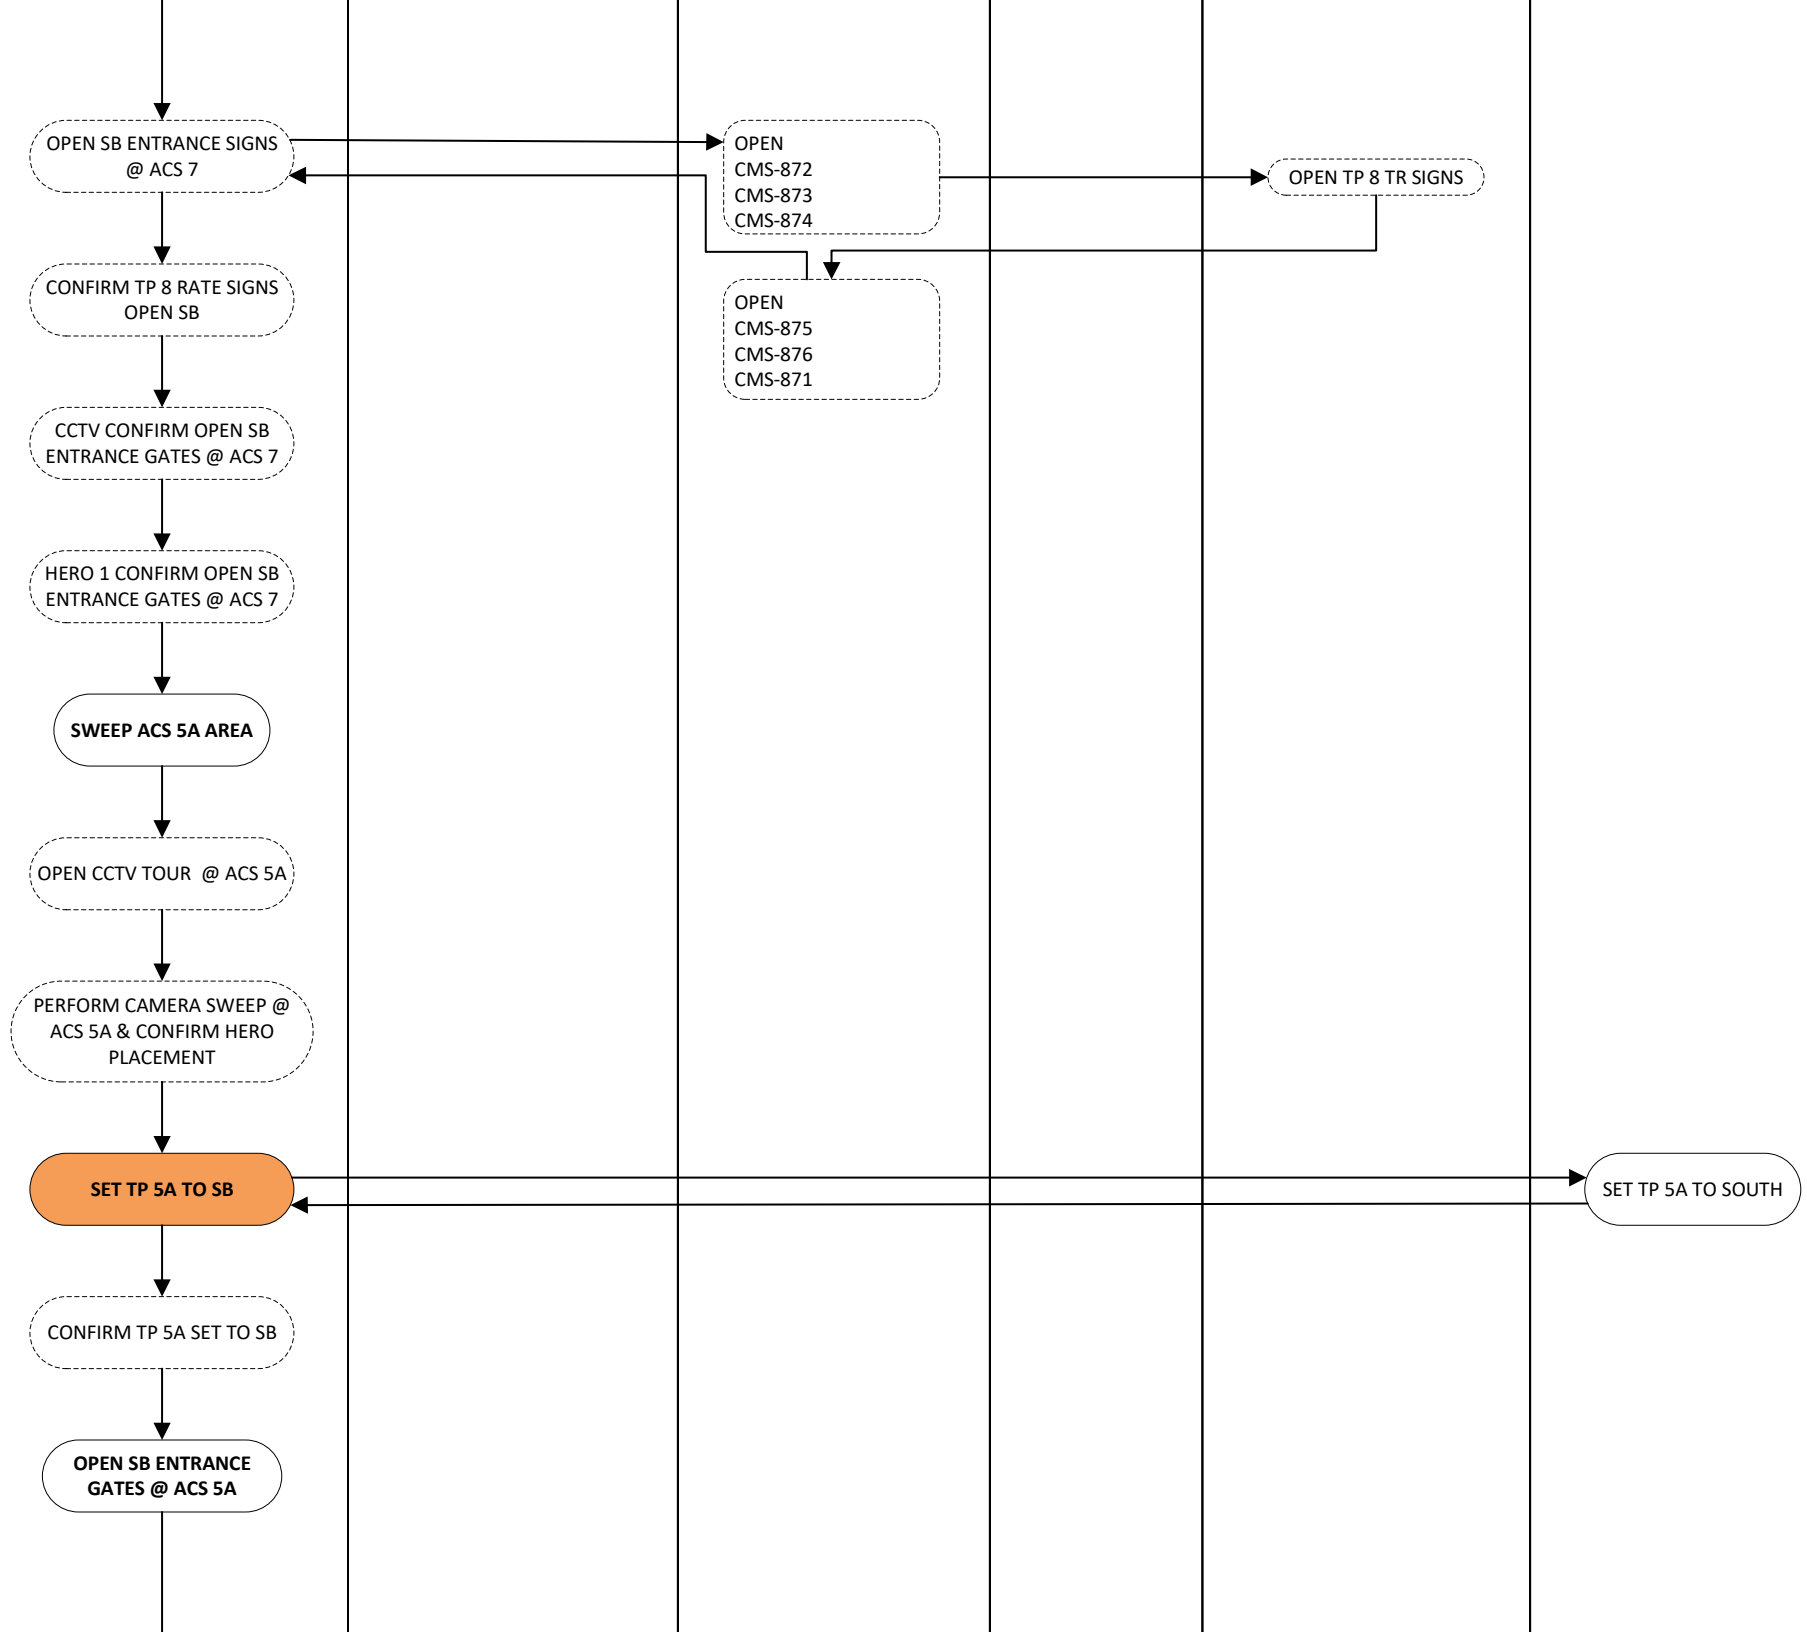 OPEN SB ENTRANCE SIGNS
@ ACS 7
OPEN
CMS-872
CMS-873
CMS-874
OPEN TP 8 TR SIGNS
CONFIRM TP 8 RATE SIGNS
OPEN SB
OPEN
CMS-875
CMS-876
CMS-871
CCTV CONFIRM OPEN SB
ENTRANCE GATES @ ACS 7
HERO 1 CONFIRM OPEN SB
ENTRANCE GATES @ ACS 7
SWEEP ACS 5A AREA
OPEN CCTV TOUR  @ ACS 5A
PERFORM CAMERA SWEEP @
ACS 5A & CONFIRM HERO
PLACEMENT
SET TP 5A TO SB
SET TP 5A TO SOUTH
CONFIRM TP 5A SET TO SB
OPEN SB ENTRANCE
GATES @ ACS 5A